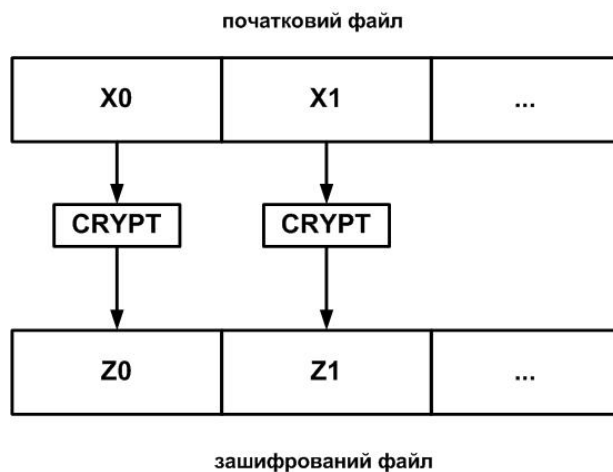 початковий файл
X0 X1 ...
CRYPT CRYPT
Z0 Z1 ...
зашифрований файл